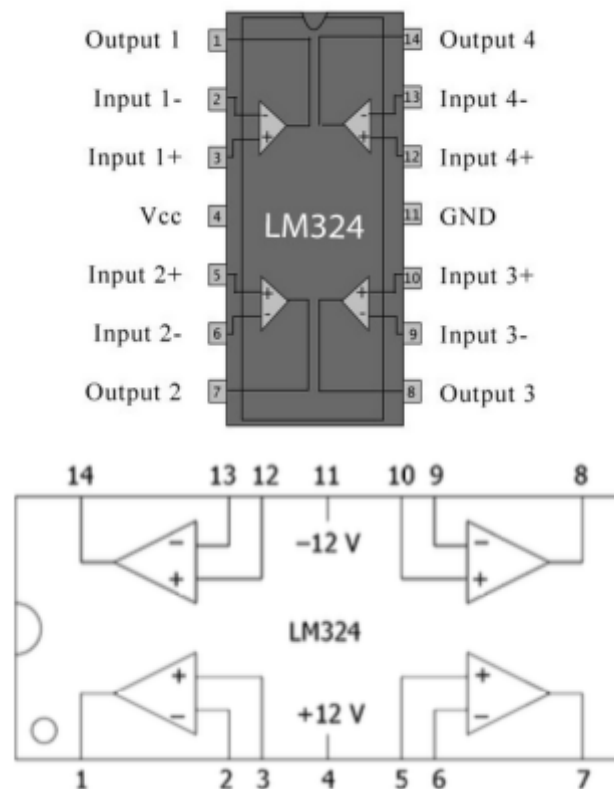 Output 1 1 14 Output 4
Input 1- 2 - - 13 Input 4-
Input 1+ 3 + + 12 Input 4+
Vcc 4 LM324 11 GND
Input 2+ 5 + + 10 Input 3+
Input 2- 6 - - 9 Input 3-
Output 2 7 8 Output 3
14 13 12 11 10 9 8
− −12 V −
+ +
LM324
+ +
− +12 V −
1 2 3 4 5 6 7